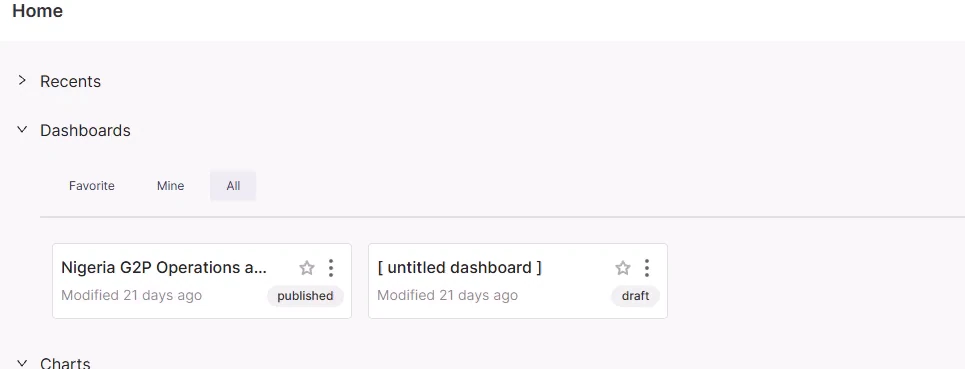 Home
Recents
Dashboards
Favorite Mine All
Nigeria G2P Operations a...
Modified 21 days ago published
[ untitled dashboard ]
Modified 21 days ago draft
Charts